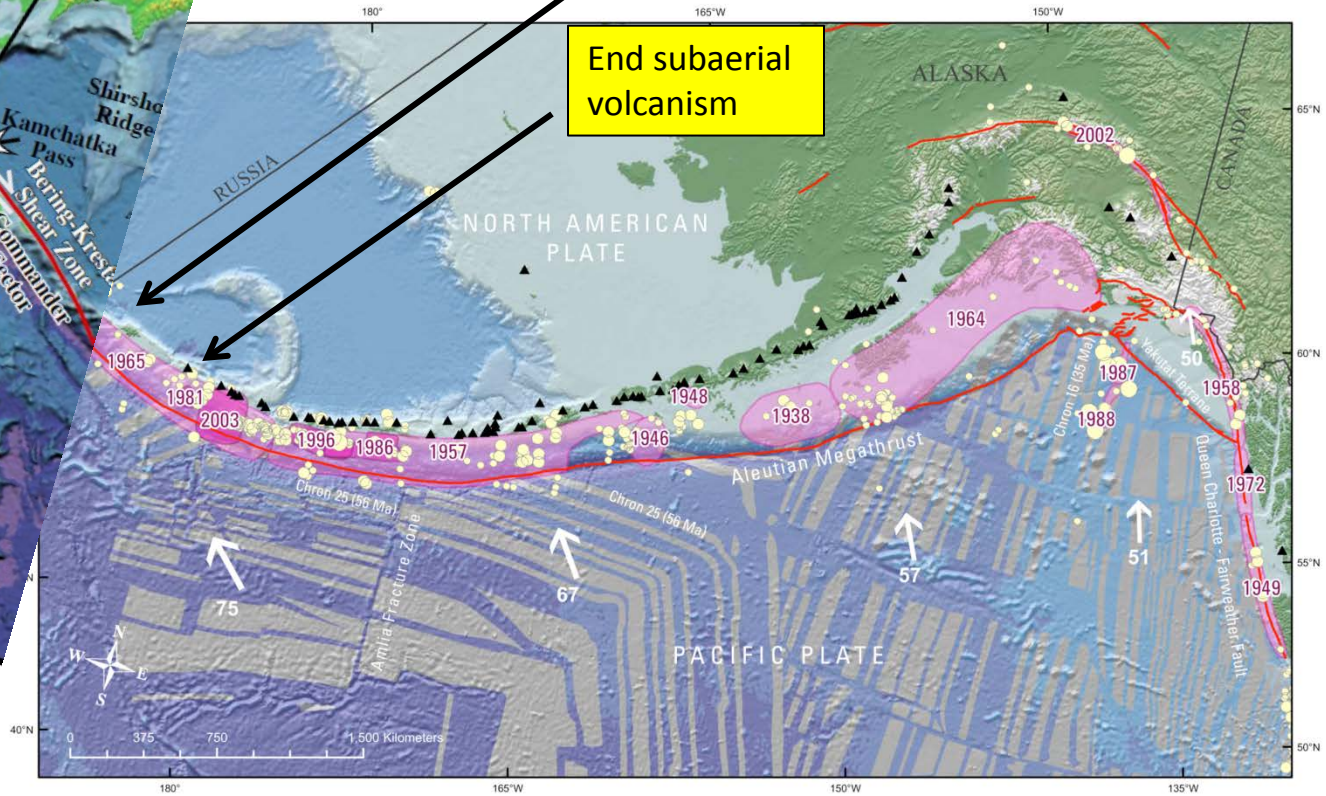 180°
165°W
150°W
End subaerial
volcanism
ALASKA
CANADA
65°N
Ridge
Kamchatka
Pass
Bering-Kresta
Shear Zone
RUSSIA
2002
NORTH AMERICAN
PLATE
1964
60°N
50
1965
1981
2003
1996
1986
1957
1948
1946
1938
Chron 16 (35 Ma)
1987
1988
Yakutat Terrane
1958
Aleutian Megathrust
Chron 25 (56 Ma)
Chron 25 (56 Ma)
Amlia Fracture Zone
Queen Charlotte - Fairweather Fault
1972
1949
75
67
57
51
55°N
PACIFIC PLATE
N
W
E
S
40°N
0
375
750
1,500 Kilometers
50°N
180°
165°W
150°W
135°W